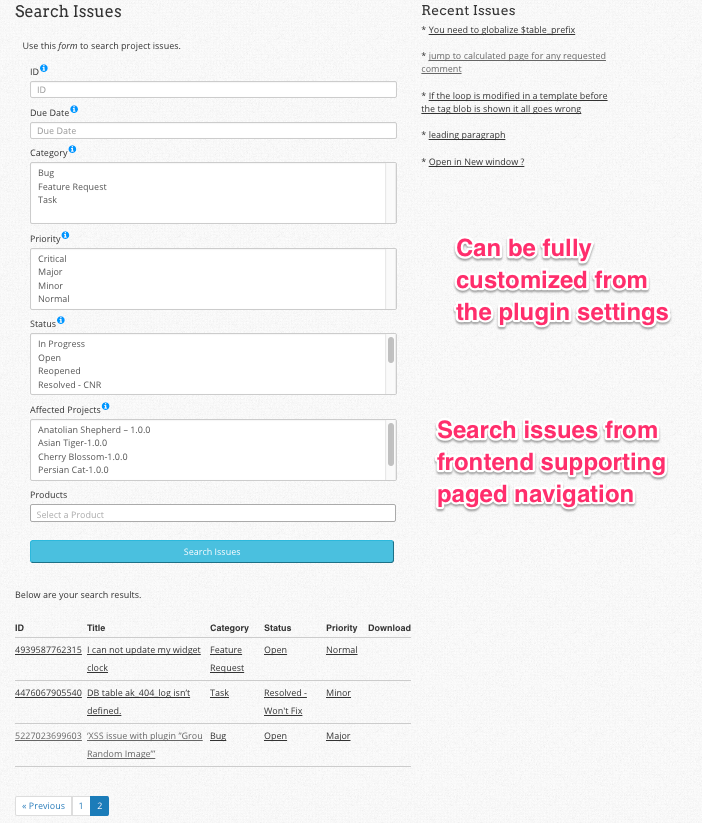 Search Issues
Use this form to search project issues.
ID
ID
Due Date
Due Date
Category
Bug
Feature Request
Task
Priority
Critical
Major
Minor
Normal
Status
In Progress
Open
Reopened
Resolved - CNR
Affected Projects
Anatolian Shepherd – 1.0.0
Asian Tiger-1.0.0
Cherry Blossom-1.0.0
Persian Cat-1.0.0
Products
Select a Product
Search Issues
Below are your search results.
ID Title Category Status Priority Download
4939587762315 I can not update my widget Feature Open Normal
clock Request
4476067905540 DB table ak_404_log isn't Task Resolved - Minor
defined. Won't Fix
5227023699603 'XSS issue with plugin "Grou Bug Open Major
Random Image"'
« Previous 1 2
Recent Issues
* You need to globalize $table_prefix
* jump to calculated page for any requested
comment
* If the loop is modified in a template before
the tag blob is shown it all goes wrong
* leading paragraph
* Open in New window ?
Can be fully
customized from
the plugin settings
Search issues from
frontend supporting
paged navigation